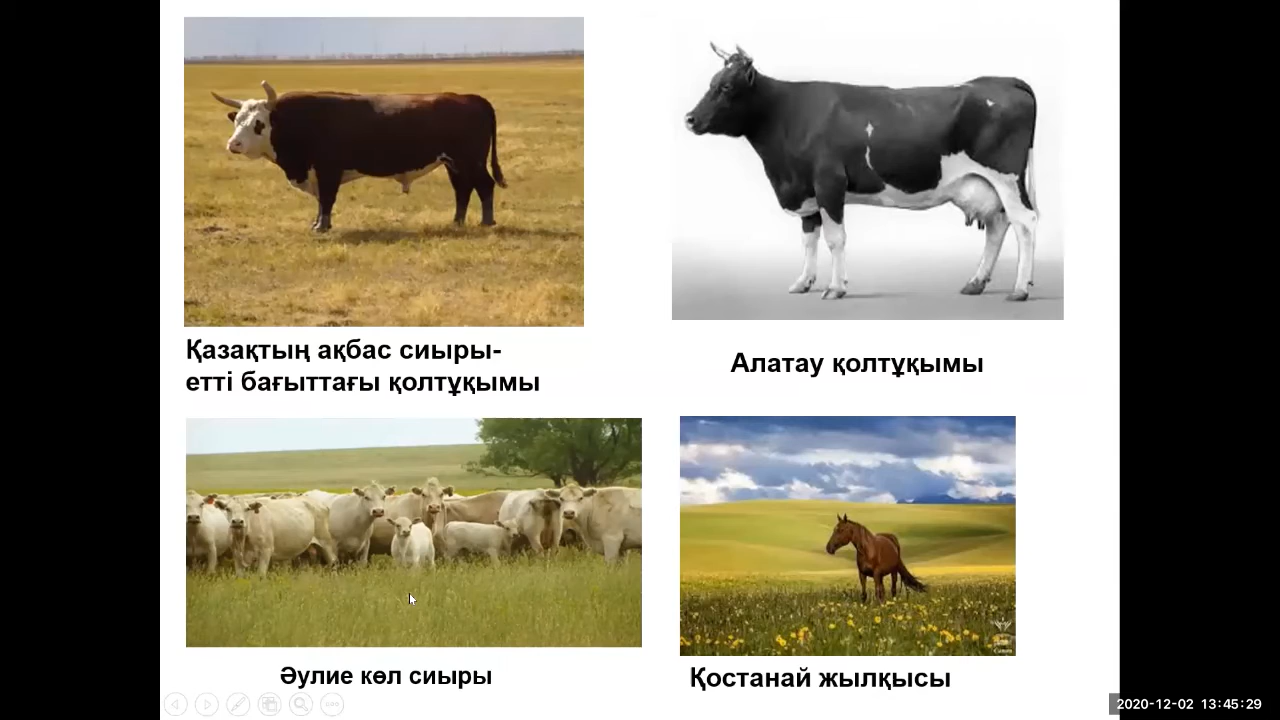 Қазақтың ақбас сиыры-
етті бағыттағы қолтұқымы
Алатау қолтұқымы
Әулие көл сиыры
Қостанай жылқысы
2020-12-02 13:45:29